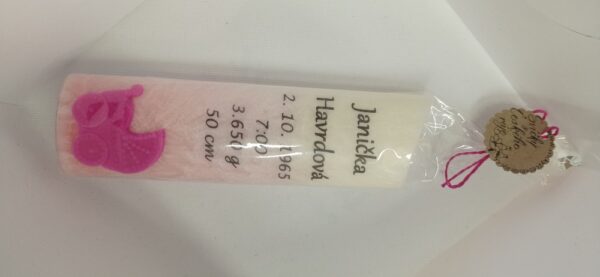 Janička
Havrdová
2. 10. 1965
7:00
3.650 g
50 cm